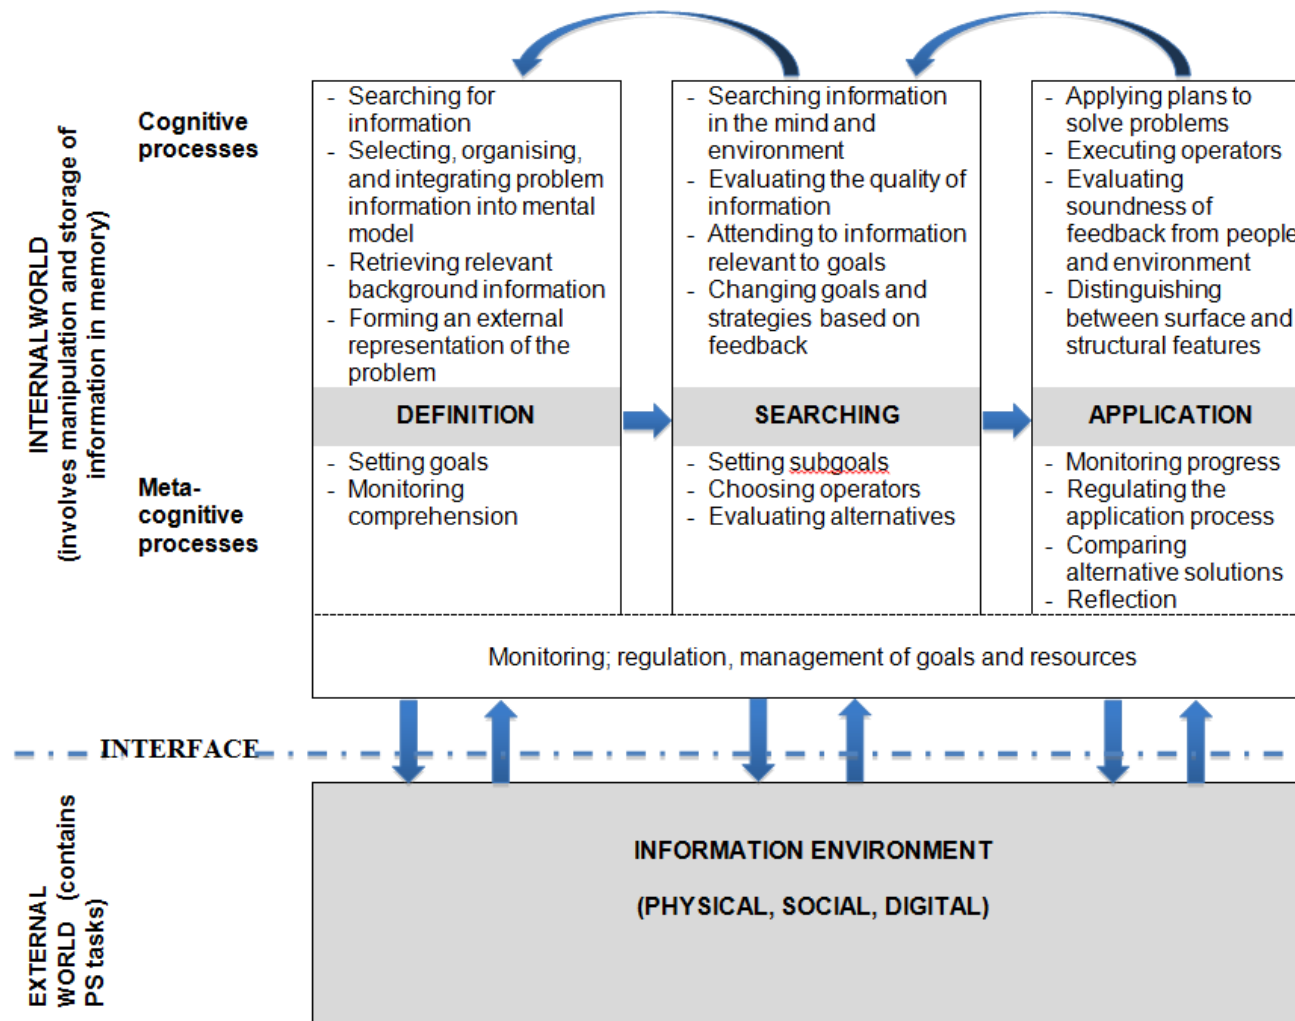 INTERNAL WORLD
(involves manipulation and storage of
information in memory)
Cognitive
processes
- Searching for
information
- Selecting, organising,
and integrating problem
information into mental
model
- Retrieving relevant
background information
- Forming an external
representation of the
problem
- Searching information
in the mind and
environment
- Evaluating the quality of
information
- Attending to information
relevant to goals
- Changing goals and
strategies based on
feedback
- Applying plans to
solve problems
- Executing operators
- Evaluating
soundness of
feedback from people
and environment
- Distinguishing
between surface and
structural features
DEFINITION
SEARCHING
APPLICATION
Meta-
cognitive
processes
- Setting goals
- Monitoring
comprehension
- Setting subgoals
- Choosing operators
- Evaluating alternatives
- Monitoring progress
- Regulating the
application process
- Comparing
alternative solutions
- Reflection
Monitoring; regulation, management of goals and resources
INTERFACE
EXTERNAL
WORLD (contains
PS tasks)
INFORMATION ENVIRONMENT
(PHYSICAL, SOCIAL, DIGITAL)